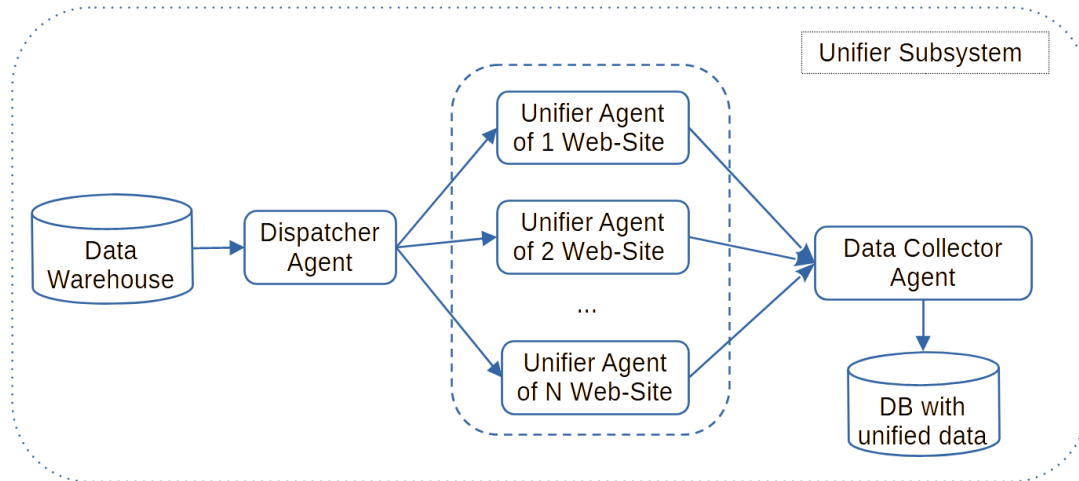 Unifier Subsystem
Data
Warehouse
Dispatcher
Agent
Unifier Agent
of 1 Web-Site
Unifier Agent
of 2 Web-Site
...
Unifier Agent
of N Web-Site
Data Collector
Agent
DB with
unified data